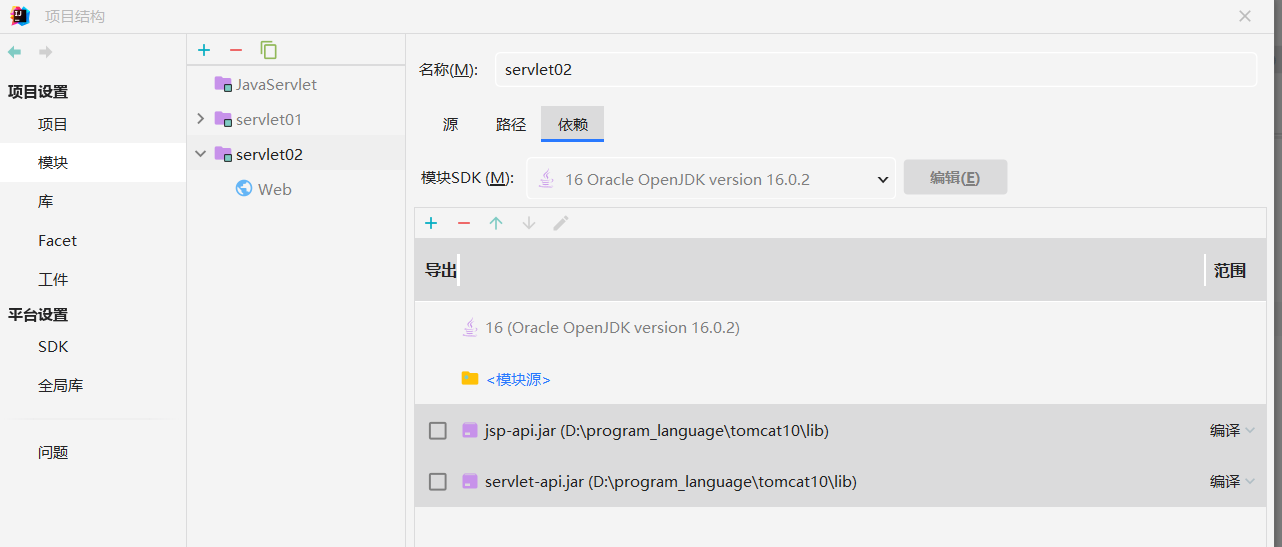 项目结构
项目设置
项目
模块
库
Facet
工件
平台设置
SDK
全局库
问题
JavaServlet
servlet01
servlet02
Web
名称(M): servlet02
源 路径 依赖
模块SDK (M): 16 Oracle OpenJDK version 16.0.2 编辑(E)
导出 范围
16 (Oracle OpenJDK version 16.0.2)
<模块源>
jsp-api.jar (D:\program_language\tomcat10\lib) 编译
servlet-api.jar (D:\program_language\tomcat10\lib) 编译